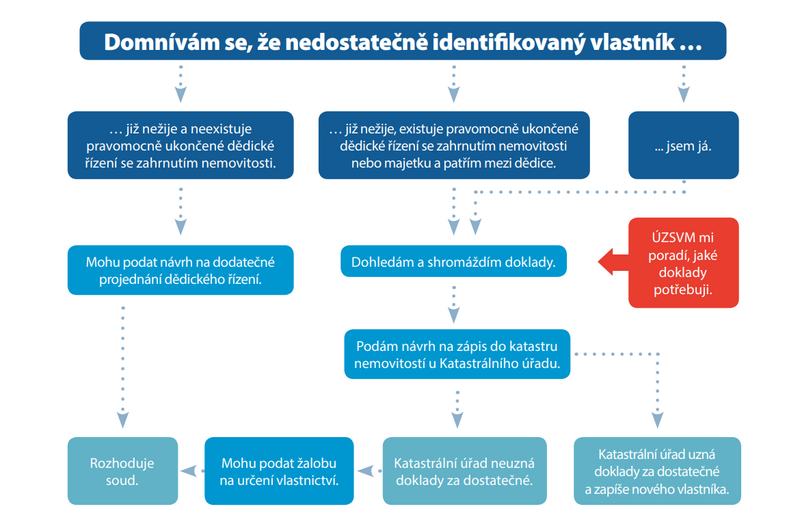 Domnívám se, že nedostatečně identifikovaný vlastník ...
... již nežije a neexistuje
pravomocně ukončené dědické
řízení se zahrnutím nemovitosti.
... již nežije, existuje pravomocně ukončené
dědické řízení se zahrnutím nemovitosti
nebo majetku a patřím mezi dědice.
... jsem já.
Mohu podat návrh na dodatečné
projednání dědického řízení.
Dohledám a shromáždím doklady.
ÚZSVM mi
poradí, jaké
doklady
potřebuji.
Podám návrh na zápis do katastru
nemovitostí u Katastrálního úřadu.
Rozhoduje
soud.
Mohu podat žalobu
na určení vlastnictví.
Katastrální úřad neuzná
doklady za dostatečné.
Katastrální úřad uzná
doklady za dostatečné
a zapíše nového vlastníka.